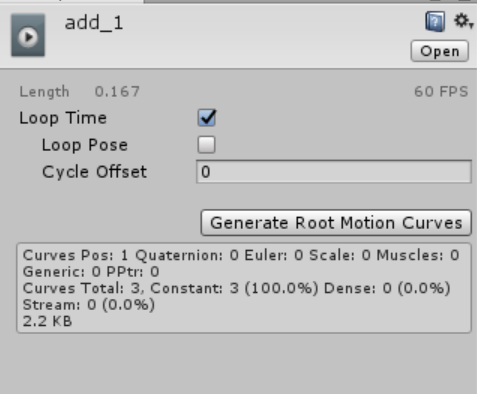 add_1
Open
Length 0.167 60 FPS
Loop Time
Loop Pose
Cycle Offset 0
Generate Root Motion Curves
Curves Pos: 1 Quaternion: 0 Euler: 0 Scale: 0 Muscles: 0
Generic: 0 PPtr: 0
Curves Total: 3, Constant: 3 (100.0%) Dense: 0 (0.0%)
Stream: 0 (0.0%)
2.2 KB